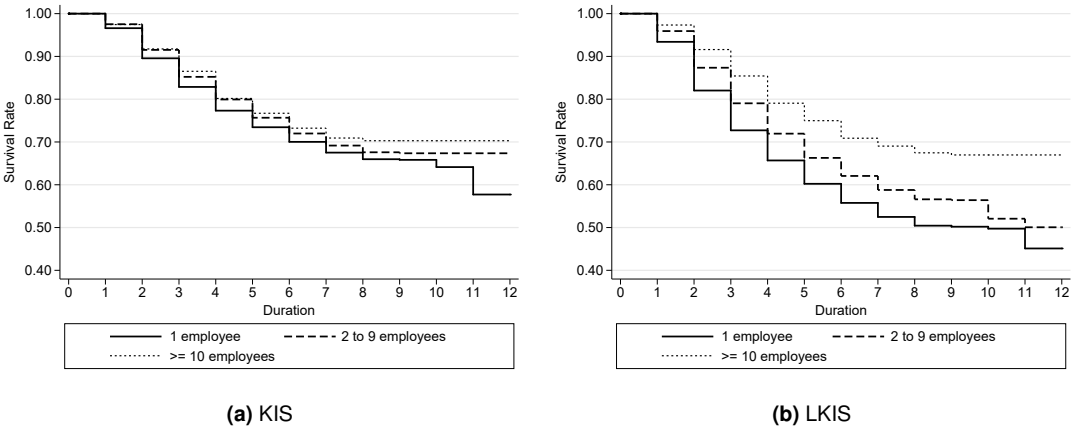 1.00
0.90
0.80
0.70
0.60
0.50
0.40
Survival Rate
0 1 2 3 4 5 6 7 8 9 10 11 12
Duration
1 employee 2 to 9 employees
>= 10 employees
(a) KIS
1.00
0.90
0.80
0.70
0.60
0.50
0.40
Survival Rate
0 1 2 3 4 5 6 7 8 9 10 11 12
Duration
1 employee 2 to 9 employees
>= 10 employees
(b) LKIS